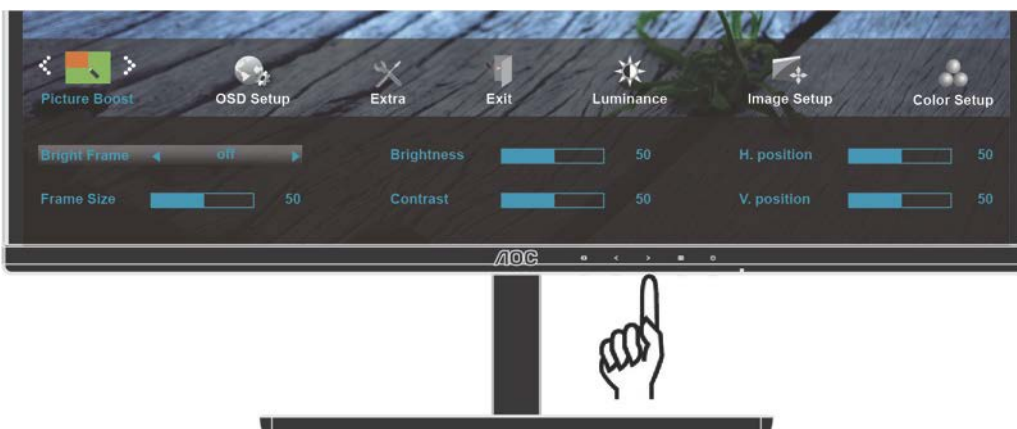 Picture Boost OSD Setup Extra Exit Luminance Image Setup Color Setup
Bright Frame off Brightness 50 H. position 50
Frame Size 50 Contrast 50 V. position 50
AOC